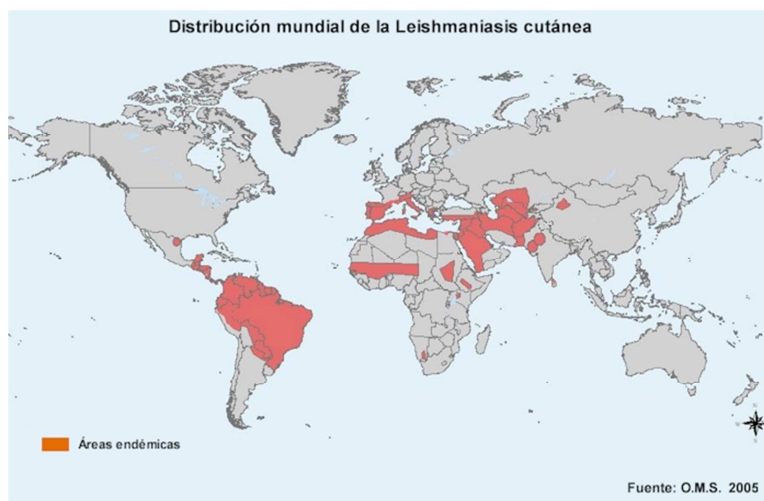 Distribución mundial de la Leishmaniasis cutánea
Áreas endémicas
Fuente: O.M.S. 2005